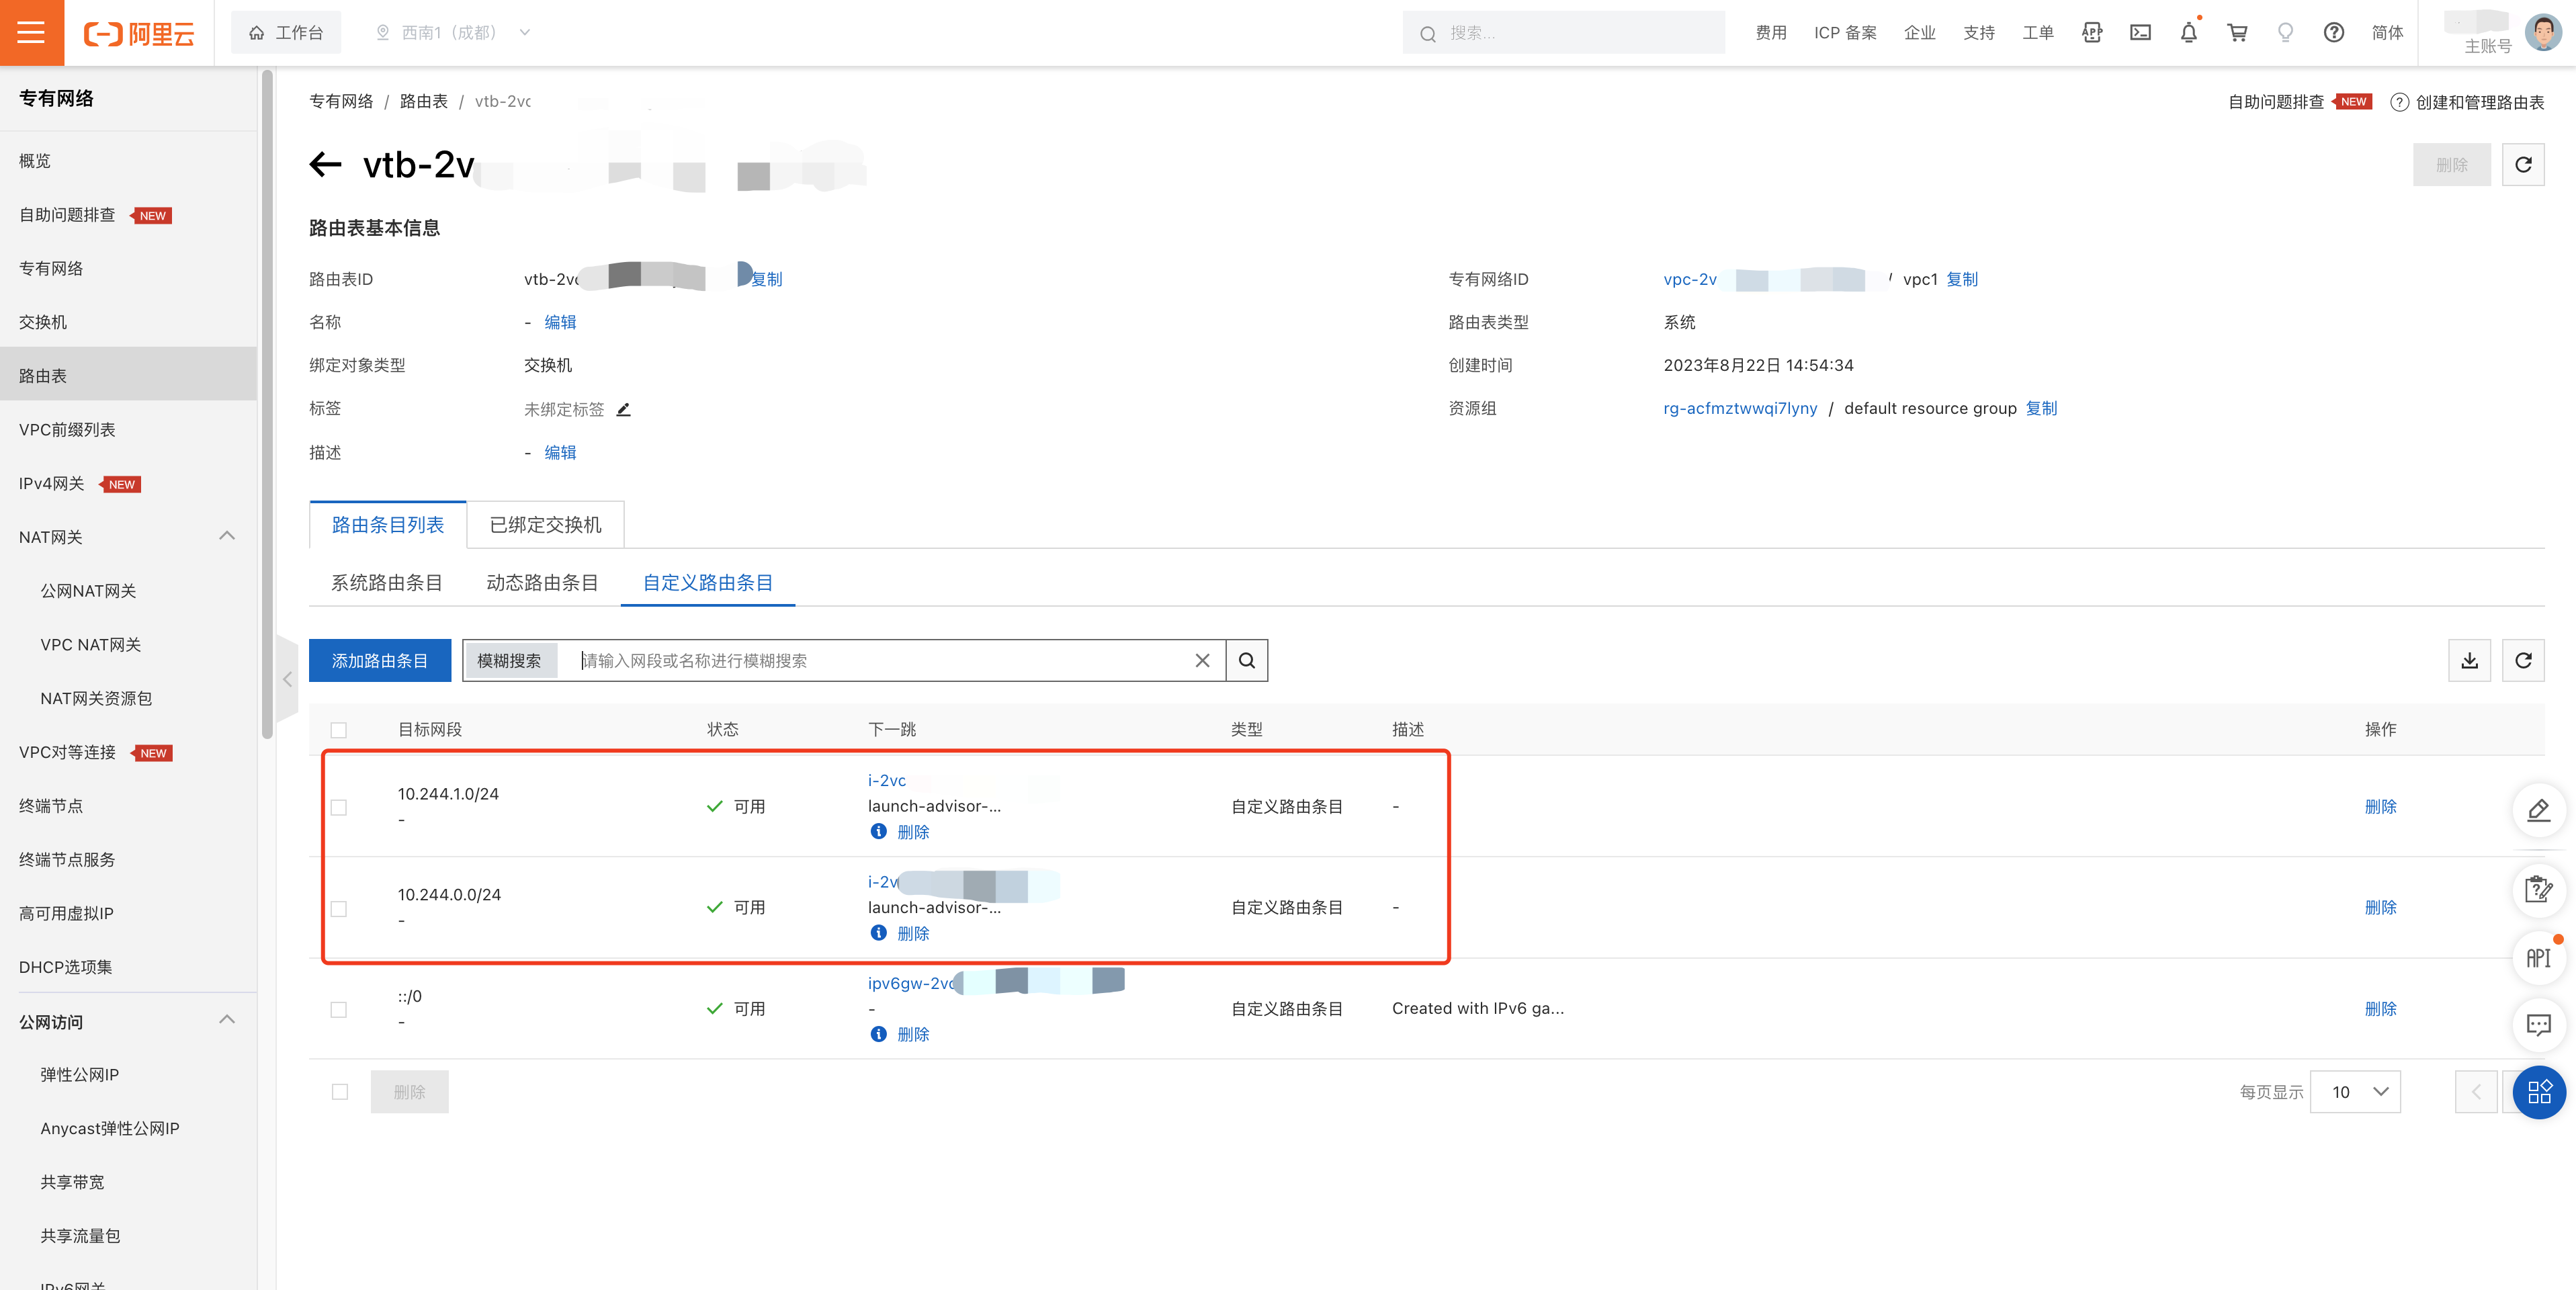 阿里云
工作台
西南1（成都）
搜索...
费用
ICP 备案
企业
支持
工单
APP
简体
主账号
专有网络
概览
自助问题排查 NEW
专有网络
交换机
路由表
VPC前缀列表
IPv4网关 NEW
NAT网关
公网NAT网关
VPC NAT网关
NAT网关资源包
VPC对等连接 NEW
终端节点
终端节点服务
高可用虚拟IP
DHCP选项集
公网访问
弹性公网IP
Anycast弹性公网IP
共享带宽
共享流量包
IPv6网关
专有网络 / 路由表 / vtb-2vc
自助问题排查 NEW
创建和管理路由表
vtb-2v
删除
路由表基本信息
路由表ID
vtb-2vc
复制
专有网络ID
vpc-2v / vpc1 复制
名称
- 编辑
路由表类型
系统
绑定对象类型
交换机
创建时间
2023年8月22日 14:54:34
标签
未绑定标签
资源组
rg-acfmztwwqi7lyny / default resource group 复制
描述
- 编辑
路由条目列表
已绑定交换机
系统路由条目
动态路由条目
自定义路由条目
添加路由条目
模糊搜索
请输入网段或名称进行模糊搜索
目标网段
状态
下一跳
类型
描述
操作
10.244.1.0/24
-
可用
i-2vc
launch-advisor-...
删除
自定义路由条目
-
删除
10.244.0.0/24
-
可用
i-2v
launch-advisor-...
删除
自定义路由条目
-
删除
::/0
-
可用
ipv6gw-2vc
-
删除
自定义路由条目
Created with IPv6 ga...
删除
删除
每页显示
10
API